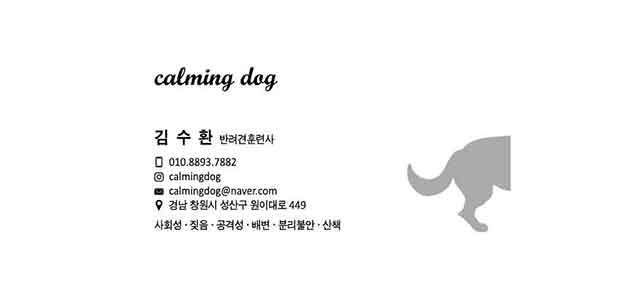 calming dog
김 수 환 반려견훈련사
010.8893.7882
calmingdog
calmingdog@naver.com
경남 창원시 성산구 원이대로 449
사회성 · 짖음 · 공격성 · 배변 · 분리불안 · 산책